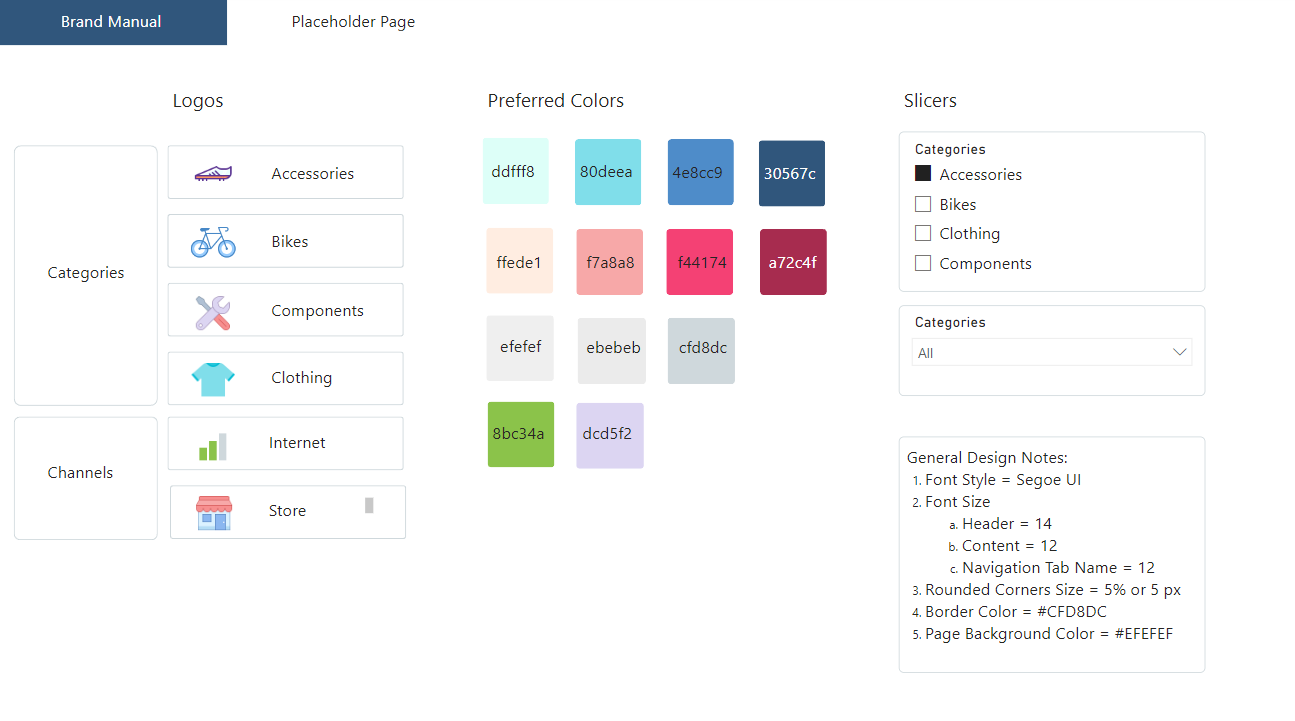 Brand Manual
Placeholder Page
Logos
Categories
Accessories
Bikes
Components
Clothing
Channels
Internet
Store
Preferred Colors
ddfff8
80deea
4e8cc9
30567c
ffede1
f7a8a8
f44174
a72c4f
efefef
ebebeb
cfd8dc
8bc34a
dcd5f2
Slicers
Categories
Accessories
Bikes
Clothing
Components
Categories
All
General Design Notes:
1. Font Style = Segoe UI
2. Font Size
a. Header = 14
b. Content = 12
c. Navigation Tab Name = 12
3. Rounded Corners Size = 5% or 5 px
4. Border Color = #CFD8DC
5. Page Background Color = #EFEFEF